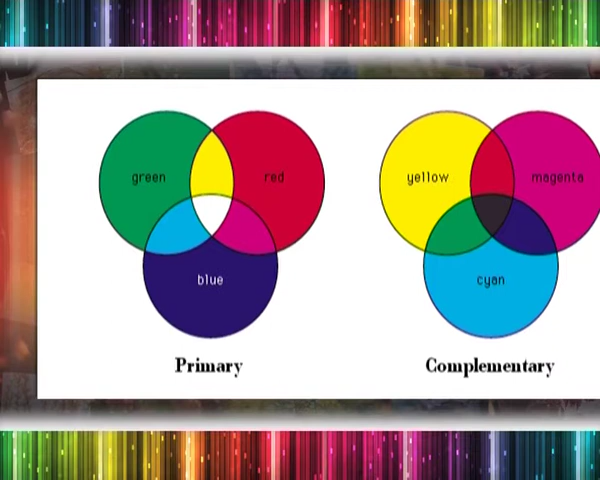 green
red
blue
Primary
yellow
magenta
cyan
Complementary